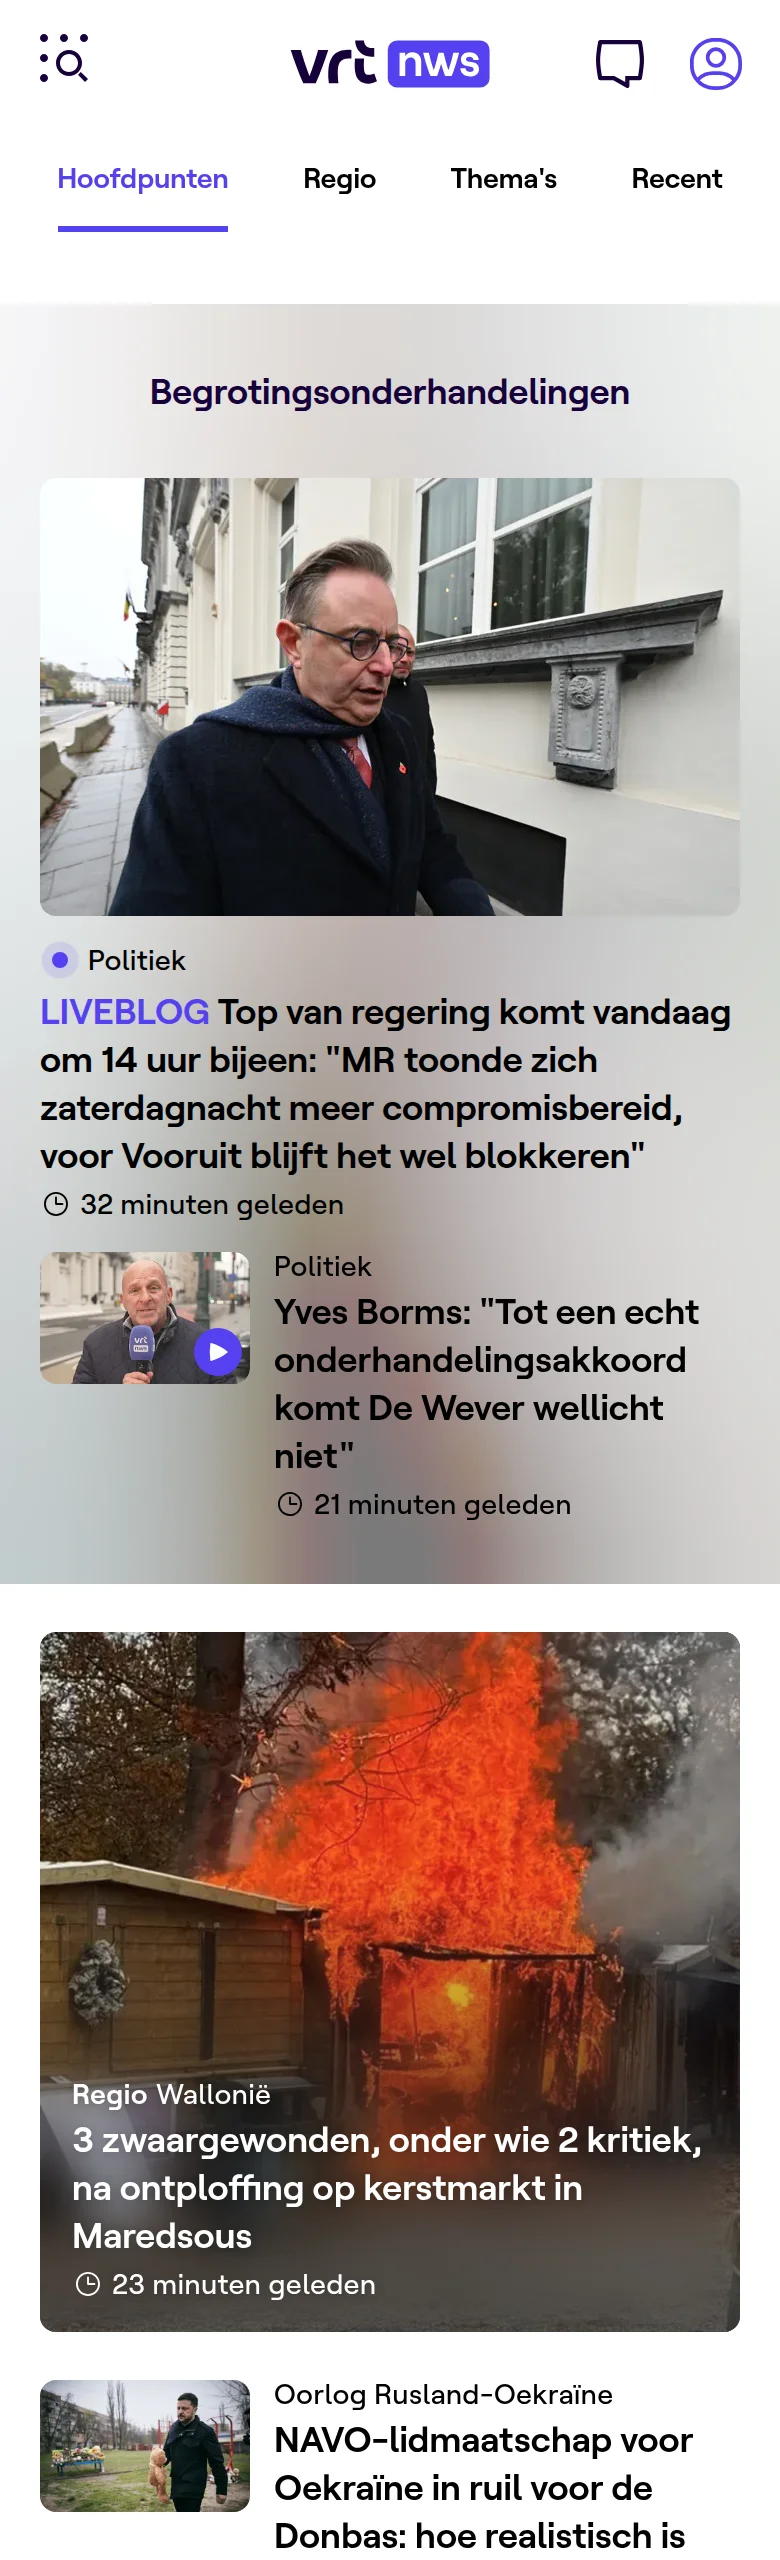 vrt nws
Hoofdpunten Regio Thema's Recent
Begrotingsonderhandelingen
Politiek
LIVEBLOG Top van regering komt vandaag
om 14 uur bijeen: "MR toonde zich
zaterdagnacht meer compromisbereid,
voor Vooruit blijft het wel blokkeren"
32 minuten geleden
vrt
nws
Politiek
Yves Borms: "Tot een echt
onderhandelingsakkoord
komt De Wever wellicht
niet"
21 minuten geleden
Regio Wallonië
3 zwaargewonden, onder wie 2 kritiek,
na ontploffing op kerstmarkt in
Maredsous
23 minuten geleden
Oorlog Rusland-Oekraïne
NAVO-lidmaatschap voor
Oekraïne in ruil voor de
Donbas: hoe realistisch is